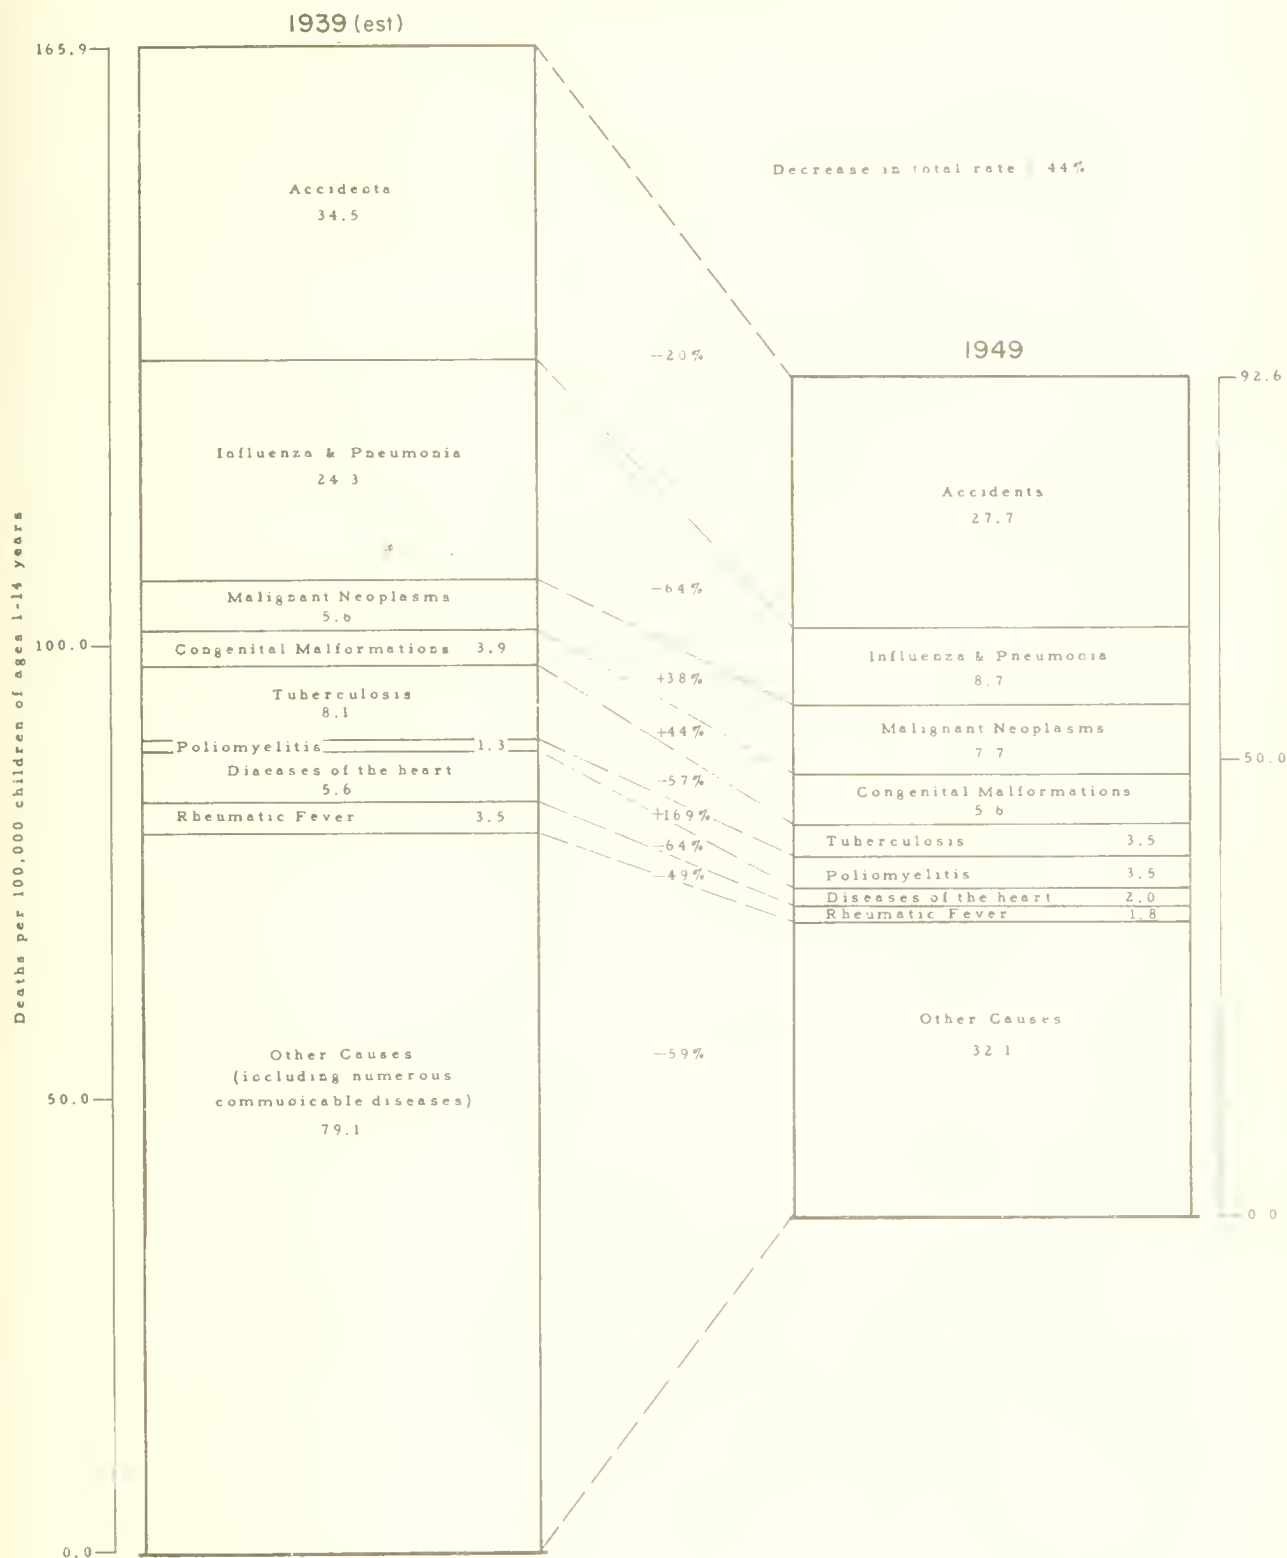 1939 (est)
165.9
Accidents
34.5
Decrease in total rate 44%
-20%
1949
92.6
Influenza & Pneumonia
24 3
Accidents
27.7
Deaths per 100,000 children of ages 1-14 years
-64%
Malignant Neoplasms
5.6
100.0
Congenital Malformations 3.9
Influenza & Pneumonia
8.7
+38%
Tuberculosis
8.1
+44%
Malignant Neoplasms
7 7
Poliomyelitis 1.3
50.0
Diseases of the heart
5.6
-57%
Congenital Malformations
5 6
Rheumatic Fever 3.5
+169%
Tuberculosis 3.5
-64%
-49%
Poliomyelitis 3.5
Diseases of the heart 2.0
Rheumatic Fever 1.8
Other Causes
32 1
Other Causes
(including numerous
communicable diseases)
79.1
-59%
50.0
0 0
0.0